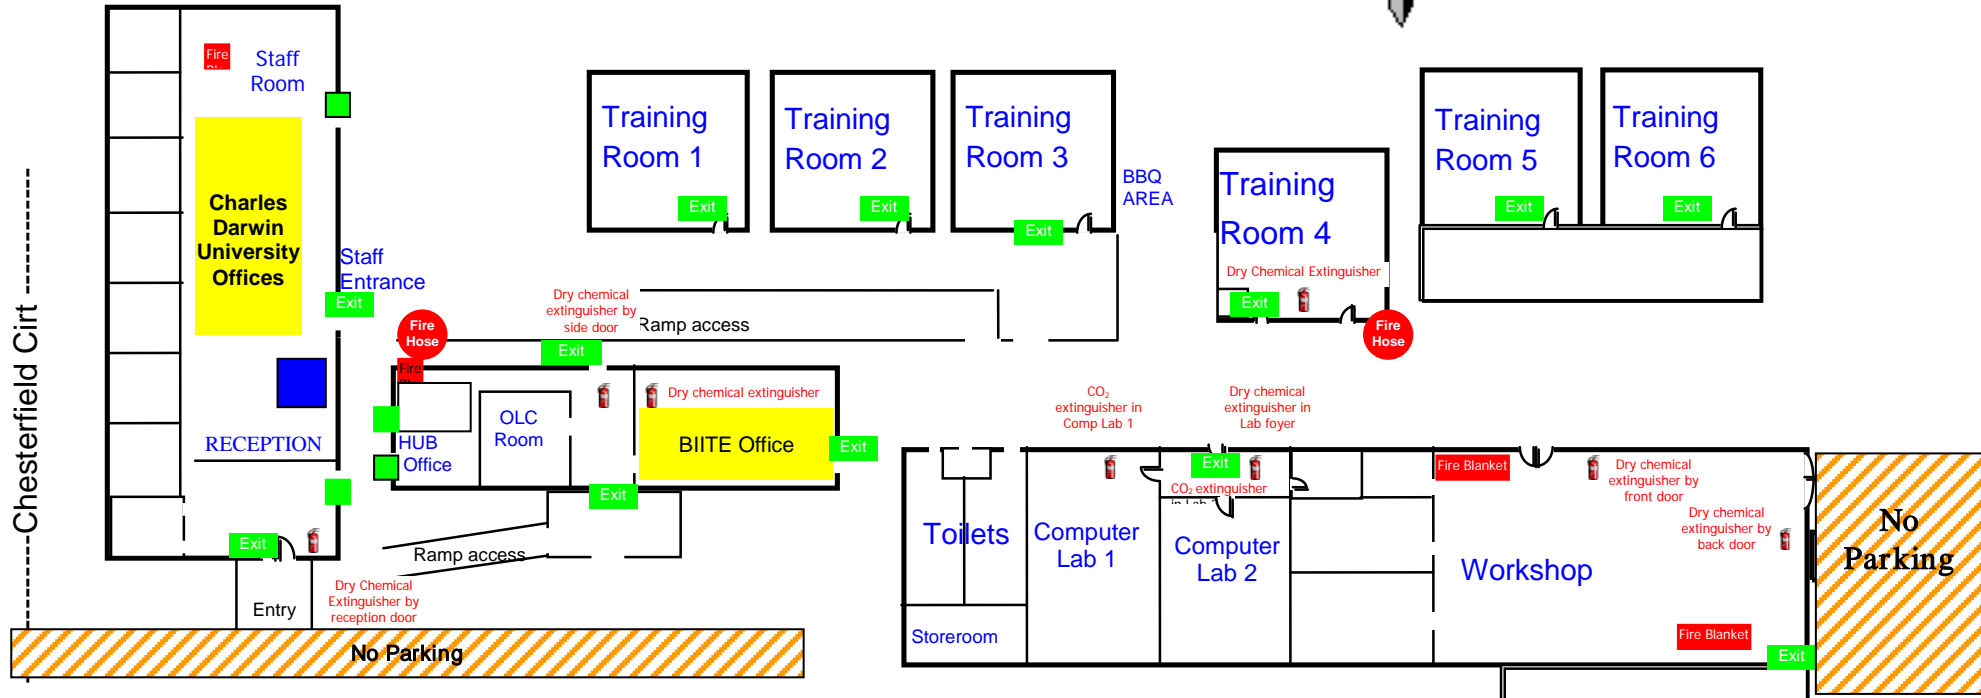 Chesterfield Cirt
Fire
Staff
Room
Charles
Darwin
University
Offices
Staff
Entrance
Exit
RECEPTION
Exit
Entry
Dry Chemical
Extinguisher by
reception door
No Parking
Fire
Hose
Fire
HUB
Office
OLC
Room
Dry chemical
extinguisher by
side door
Ramp access
Exit
Dry chemical extinguisher
BIITE Office
Exit
Exit
Ramp access
Training
Room 1
Exit
Training
Room 2
Exit
Training
Room 3
Exit
BBQ
AREA
Training
Room 4
Dry Chemical Extinguisher
Exit
Fire
Hose
Training
Room 5
Exit
Training
Room 6
Exit
CO₂
extinguisher in
Comp Lab 1
Dry chemical
extinguisher in
Lab foyer
Exit
CO₂ extinguisher
Toilets
Storeroom
Computer
Lab 1
Computer
Lab 2
Fire Blanket
Dry chemical
extinguisher by
front door
Dry chemical
extinguisher by
back door
Workshop
Fire Blanket
Exit
No
Parking